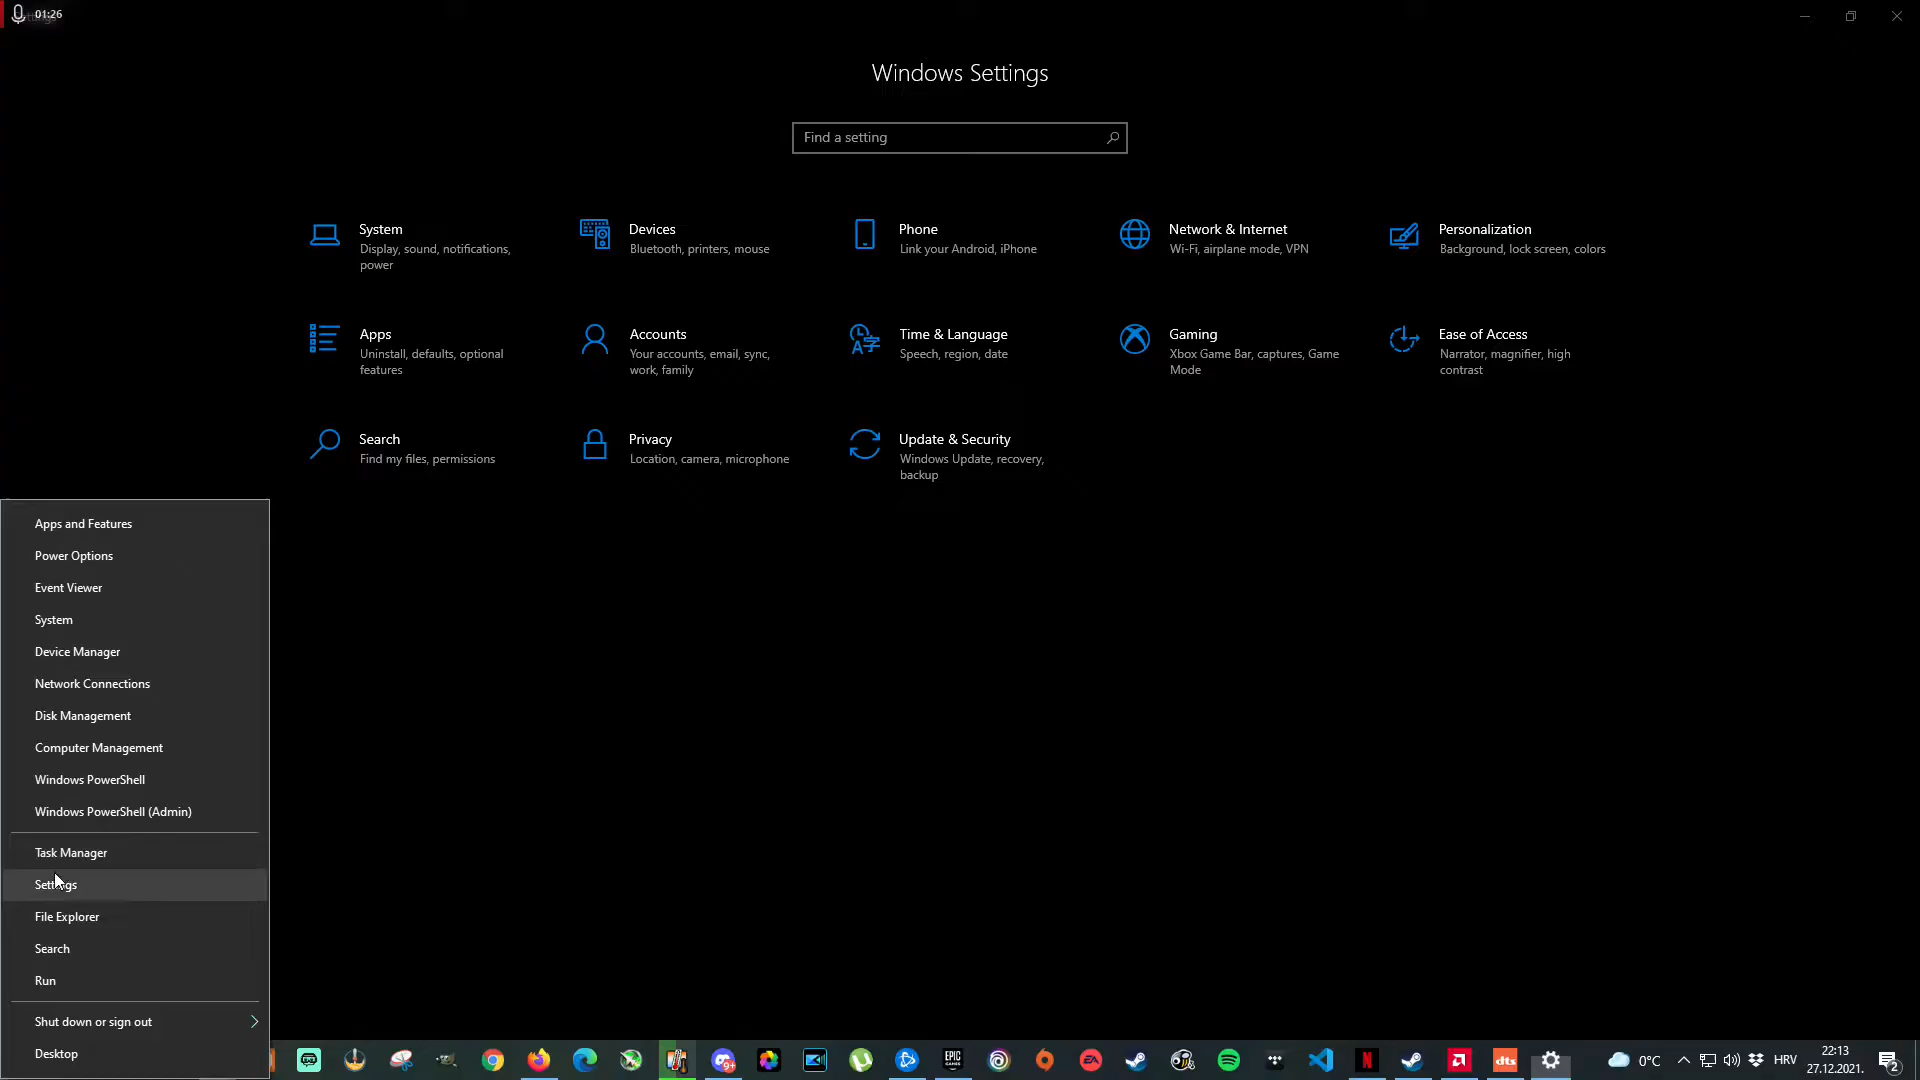 01:26
Windows Settings
Find a setting
System
Display, sound, notifications,
power
Devices
Bluetooth, printers, mouse
Phone
Link your Android, iPhone
Network & Internet
Wi-Fi, airplane mode, VPN
Personalization
Background, lock screen, colors
Apps
Uninstall, defaults, optional
features
Accounts
Your accounts, email, sync,
work, family
Time & Language
Speech, region, date
Gaming
Xbox Game Bar, captures, Game
Mode
Ease of Access
Narrator, magnifier, high
contrast
Search
Find my files, permissions
Privacy
Location, camera, microphone
Update & Security
Windows Update, recovery,
backup
Apps and Features
Power Options
Event Viewer
System
Device Manager
Network Connections
Disk Management
Computer Management
Windows PowerShell
Windows PowerShell (Admin)
Task Manager
Settings
File Explorer
Search
Run
Shut down or sign out
Desktop
9+
EPIC
GAMES
EA
N
dts
0°C
HRV
22:13
27.12.2021.
2